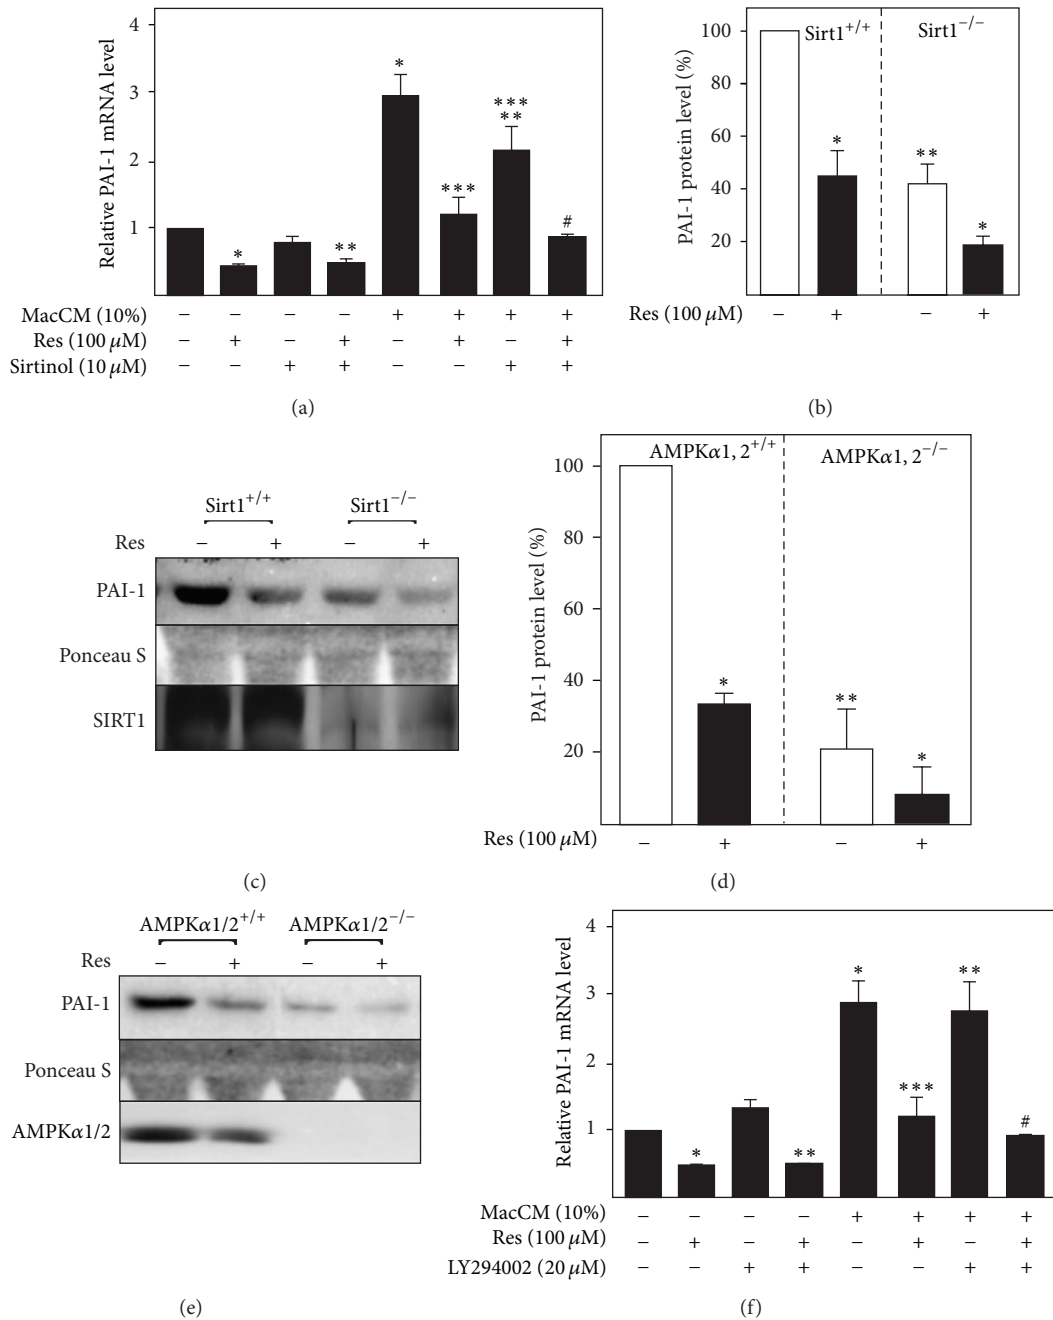 4
3
2
1
Relative PAI-1 mRNA level
*
*
**
*
***
***
**
#
MacCM (10%) − − − − + + + +
Res (100 μM) − + − + − + − +
Sirtinol (10 μM) − − + + − − + +
(a)
100
80
60
40
20
PAI-1 protein level (%)
Sirt1+/+
Sirt1−/−
*
**
*
Res (100 μM) − + − +
(b)
Sirt1+/+ Sirt1−/−
Res − + − +
PAI-1
Ponceau S
SIRT1
(c)
100
80
60
40
20
PAI-1 protein level (%)
AMPKα1, 2+/+
AMPKα1, 2−/−
*
**
*
Res (100 μM) − + − +
(d)
AMPKα1/2+/+ AMPKα1/2−/−
Res − + − +
PAI-1
Ponceau S
AMPKα1/2
(e)
4
3
2
1
Relative PAI-1 mRNA level
*
**
*
***
**
#
MacCM (10%) − − − − + + + +
Res (100 μM) − + − + − + − +
LY294002 (20 μM) − − + + − − + +
(f)